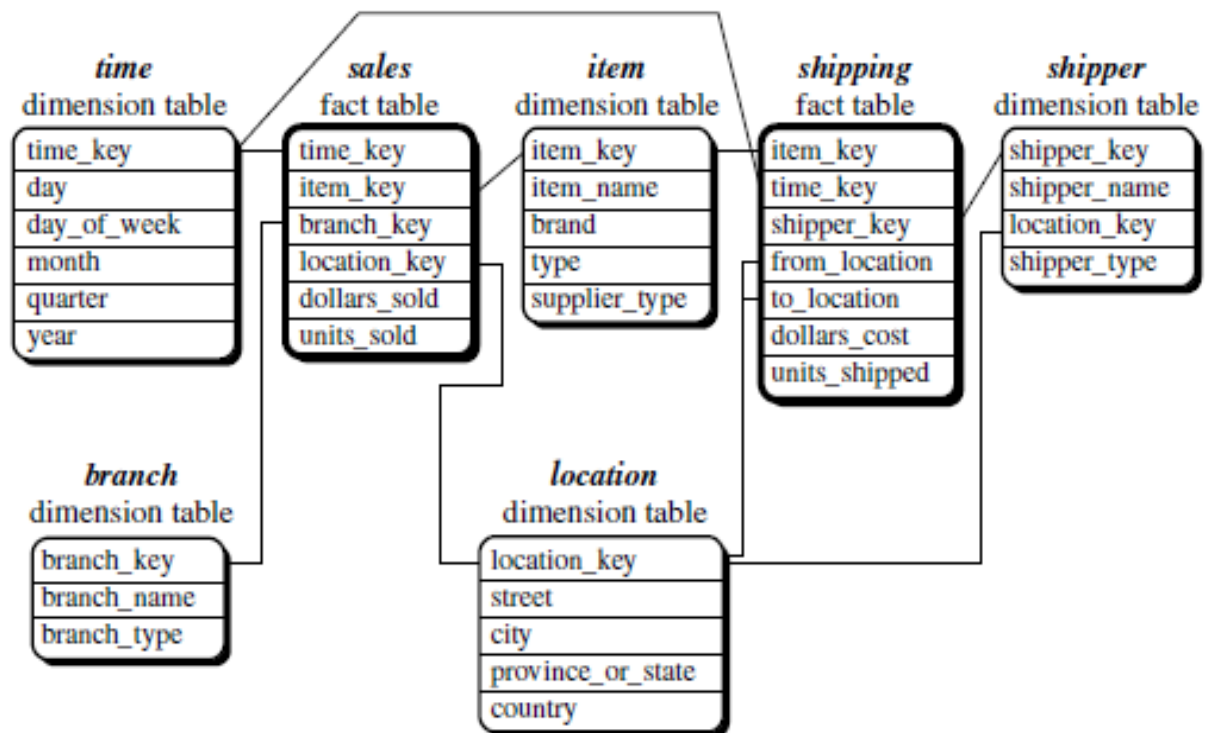 time
dimension table
time_key
day
day_of_week
month
quarter
year
sales
fact table
time_key
item_key
branch_key
location_key
dollars_sold
units_sold
item
dimension table
item_key
item_name
brand
type
supplier_type
shipping
fact table
item_key
time_key
shipper_key
from_location
to_location
dollars_cost
units_shipped
shipper
dimension table
shipper_key
shipper_name
location_key
shipper_type
branch
dimension table
branch_key
branch_name
branch_type
location
dimension table
location_key
street
city
province_or_state
country